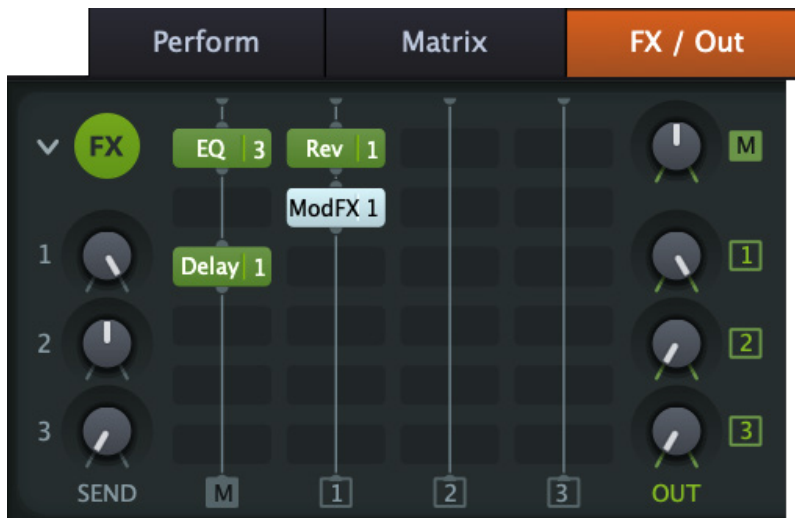 Perform Matrix FX / Out
FX EQ 3 Rev 1 M
ModFX 1
1 Delay 1 1
2 2
3 3
SEND M 1 2 3 OUT